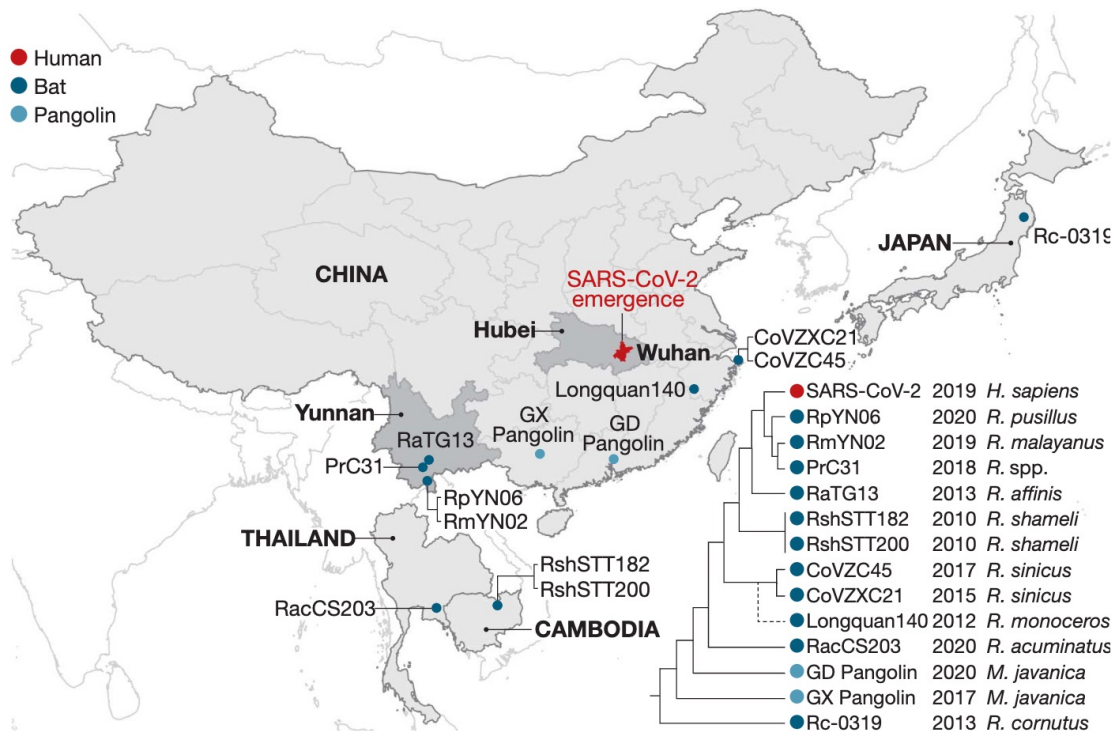 Human
Bat
Pangolin
CHINA
JAPAN
Rc-0319
SARS-CoV-2
emergence
Hubei
Wuhan
CoVZXC21
CoVZC45
Longquan140
Yunnan
GX
Pangolin
GD
Pangolin
RaTG13
PrC31
RpYN06
RmYN02
THAILAND
RshSTT182
RshSTT200
RacCS203
CAMBODIA
SARS-CoV-2 2019 H. sapiens
RpYN06 2020 R. pusillus
RmYN02 2019 R. malayanus
PrC31 2018 R. spp.
RaTG13 2013 R. affinis
RshSTT182 2010 R. shameli
RshSTT200 2010 R. shameli
CoVZC45 2017 R. sinicus
CoVZXC21 2015 R. sinicus
Longquan140 2012 R. monoceros
RacCS203 2020 R. acuminatus
GD Pangolin 2020 M. javanica
GX Pangolin 2017 M. javanica
Rc-0319 2013 R. cornutus